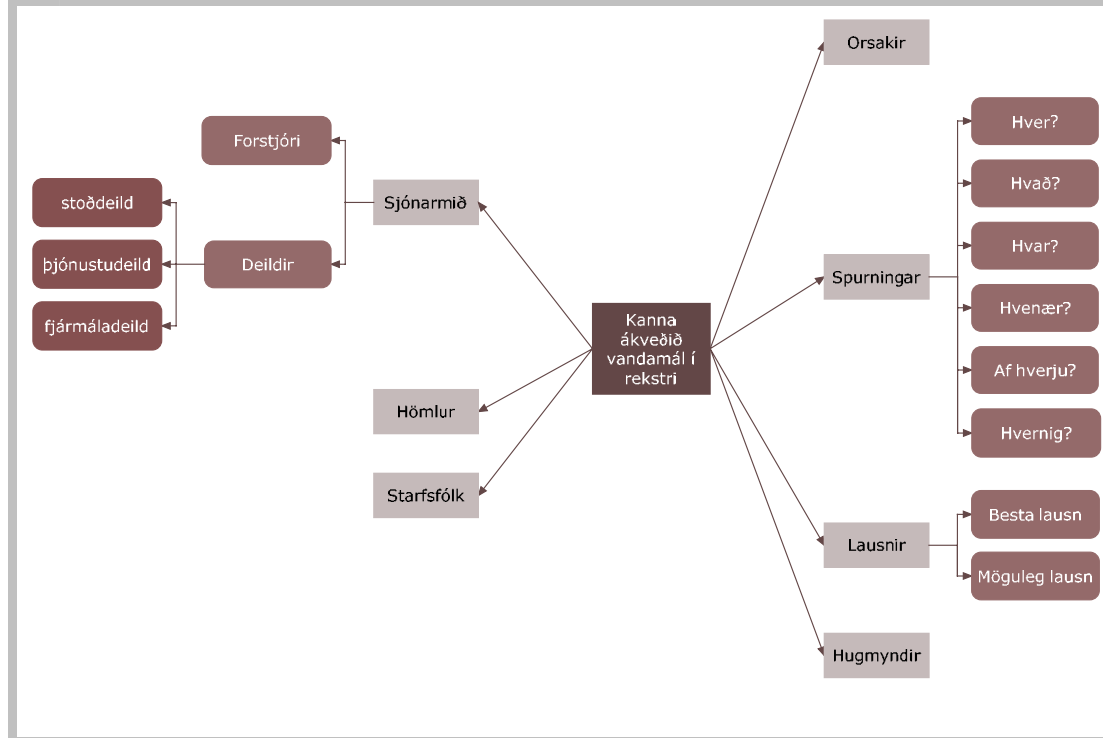 Orsakir
Hver?
Forstjóri
Hvað?
stoðdeild
Sjónarmið
Hvar?
þjónustudeild
Deildir
Spurningar
Hvenær?
fjármáladeild
Kanna
ákveðið
vandamál í
rekstri
Af hverju?
Hömlur
Hvernig?
Starfsfólk
Besta lausn
Lausnir
Möguleg lausn
Hugmyndir